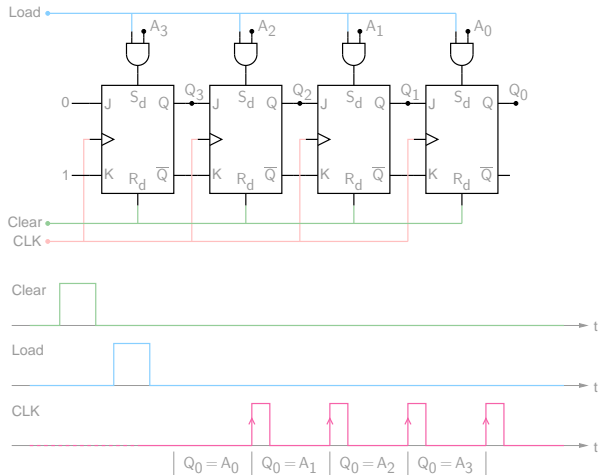 Load
A3 A2 A1 A0
Sd Sd Sd Sd
0 J Q Q3 J Q Q2 J Q Q1 J Q Q0
1 K Q̅ K Q̅ K Q̅ K Q̅
Rd Rd Rd Rd
Clear
CLK
Clear
t
Load
t
CLK
t
Q0 = A0 Q0 = A1 Q0 = A2 Q0 = A3